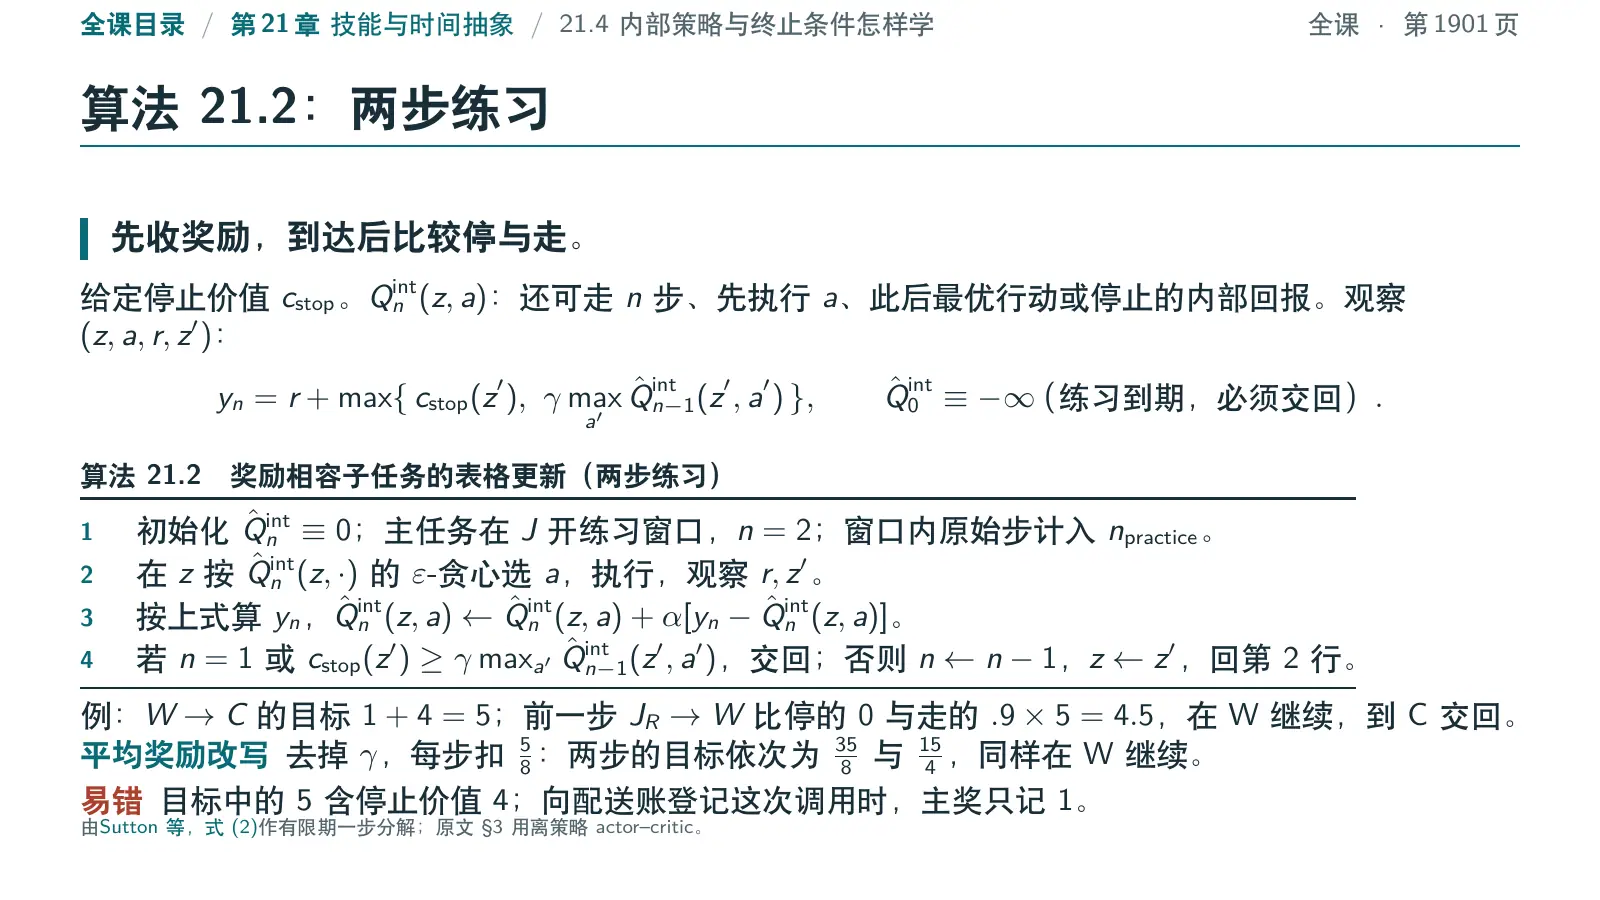 全课目录 / 第 21 章 技能与时间抽象 / 21.4 内部策略与终止条件怎样学 全课 · 第 1901 页
算法 21.2：两步练习
先收奖励，到达后比较停与走。
给定停止价值 c_stop。Q_n^int(z, a)：还可走 n 步、先执行 a、此后最优行动或停止的内部回报。观察
(z, a, r, z′)：
y_n = r + max{ c_stop(z′), γ max_{a′} Q̂_{n−1}^int(z′, a′) }, Q̂_0^int ≡ −∞ (练习到期，必须交回）.
算法 21.2 奖励相容子任务的表格更新（两步练习）
1 初始化 Q̂_n^int ≡ 0；主任务在 J 开练习窗口，n = 2；窗口内原始步计入 n_practice。
2 在 z 按 Q̂_n^int(z, ·) 的 ε-贪心选 a，执行，观察 r, z′。
3 按上式算 y_n，Q̂_n^int(z, a) ← Q̂_n^int(z, a) + α[y_n − Q̂_n^int(z, a)]。
4 若 n = 1 或 c_stop(z′) ≥ γ max_{a′} Q̂_{n−1}^int(z′, a′)，交回；否则 n ← n − 1，z ← z′，回第 2 行。
例：W → C 的目标 1 + 4 = 5；前一步 J_R → W 比停的 0 与走的 .9 × 5 = 4.5，在 W 继续，到 C 交回。
平均奖励改写 去掉 γ，每步扣 5/8：两步的目标依次为 35/8 与 15/4，同样在 W 继续。
易错 目标中的 5 含停止价值 4；向配送账登记这次调用时，主奖只记 1。
由Sutton 等，式 (2)作有限期一步分解；原文 §3 用离策略 actor–critic。